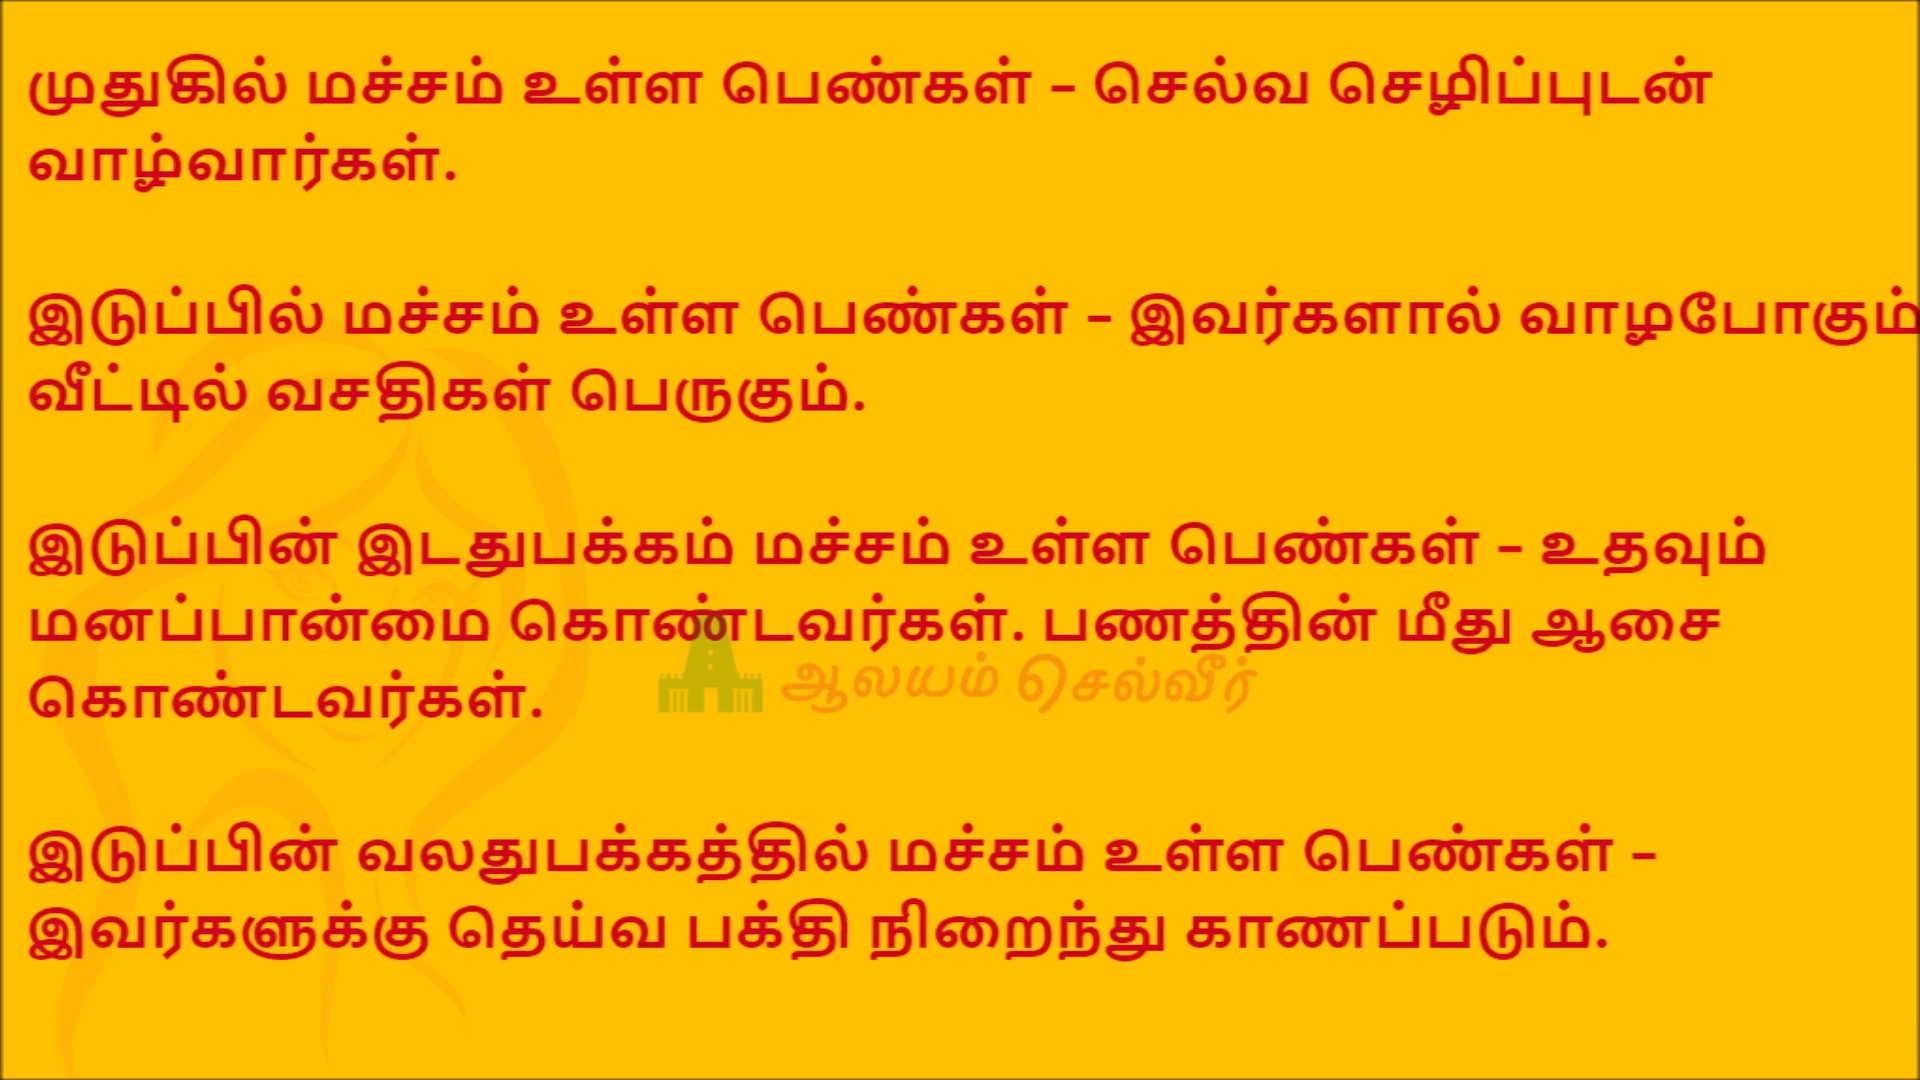 முதுகில் மச்சம் உள்ள பெண்கள் – செல்வ செழிப்புடன்
வாழ்வார்கள்.
இடுப்பில் மச்சம் உள்ள பெண்கள் – இவர்களால் வாழபோகும்
வீட்டில் வசதிகள் பெருகும்.
இடுப்பின் இடதுபக்கம் மச்சம் உள்ள பெண்கள் – உதவும்
மனப்பான்மை கொண்டவர்கள். பணத்தின் மீது ஆசை
கொண்டவர்கள்.
ஆலயம் செல்வீர்
இடுப்பின் வலதுபக்கத்தில் மச்சம் உள்ள பெண்கள் –
இவர்களுக்கு தெய்வ பக்தி நிறைந்து காணப்படும்.